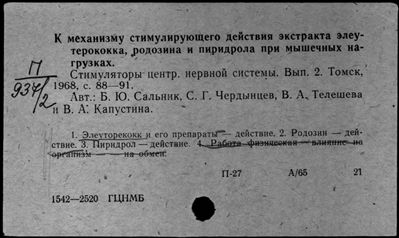 К механизму стимулирующего действия экстракта элеу-
терококка, родозина и пиридрола при мышечных на-
грузках.
П
937/2
Стимуляторы центр. нервной системы. Вып. 2. Томск,
1968, с. 88—91.
Авт.: Б. Ю. Сальник, С. Г. Чердынцев, В. А. Телешева
и В. А. Капустина.
1. Элеутерококк и его препараты — действие. 2. Родозин — дей-
ствие. 3. Пиридрол — действие. 4. Работа физическая — влияние на
организм — — на обмен.
П-27 А/65 21
1542—2520 ГЦНМБ